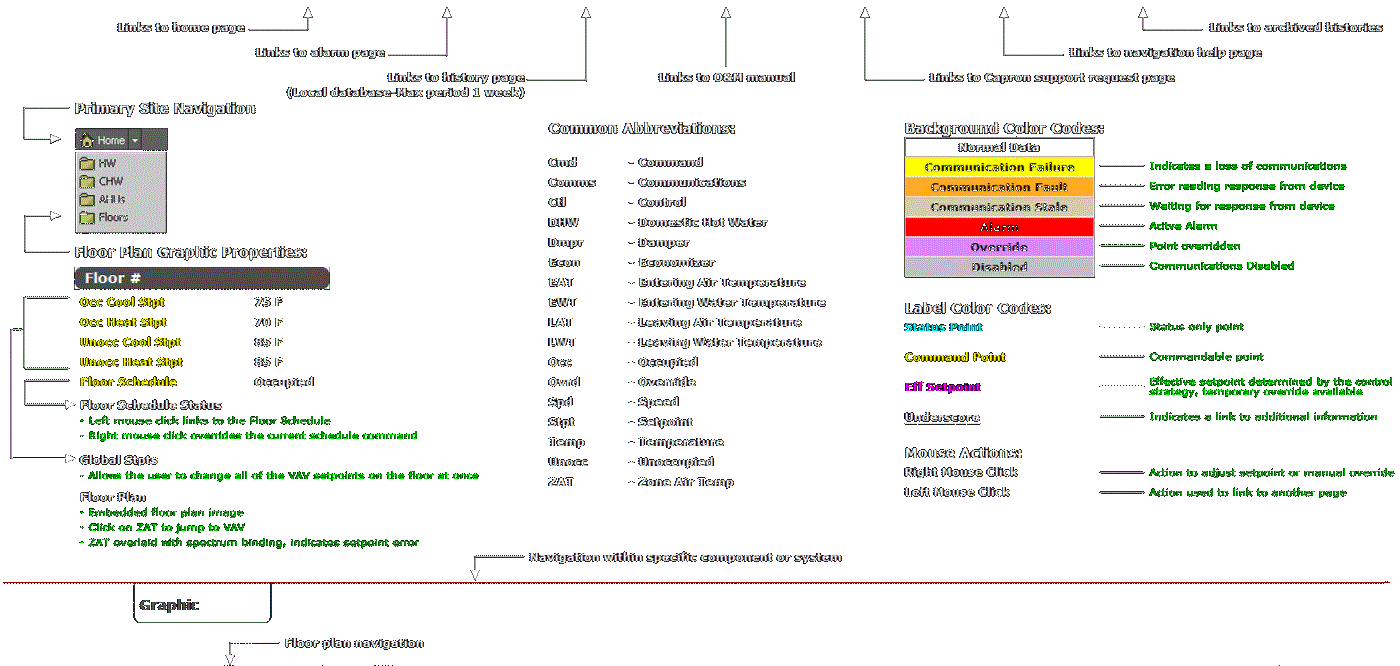 Links to home page
Links to archived histories
Links to alarm page
Links to navigation help page
Links to history page
(Local database-Max period 1 week)
Links to O&M manual
Links to Capron support request page
Primary Site Navigation
Home
HW
CHW
AHUs
Floors
Floor Plan Graphic Properties:
Floor #
Occ Cool Stpt 75 F
Occ Heat Stpt 70 F
Unocc Cool Stpt 85 F
Unocc Heat Stpt 85 F
Floor Schedule Occupied
Floor Schedule Status
- Left mouse click links to the Floor Schedule
- Right mouse click overrides the current schedule command
Global Stpts
- Allows the user to change all of the VAV setpoints on the floor at once
Floor Plan
- Embedded floor plan image
- Click on ZAT to jump to VAV
- ZAT overlaid with spectrum binding, indicates setpoint error
Common Abbreviations:
Cmd - Command
Comms - Communications
Ctl - Control
DHW - Domestic Hot Water
Dmpr - Damper
Econ - Economizer
EAT - Entering Air Temperature
EWT - Entering Water Temperature
LAT - Leaving Air Temperature
LWT - Leaving Water Temperature
Occ - Occupied
Ovrd - Override
Spd - Speed
Stpt - Setpoint
Temp - Temperature
Unocc - Unoccupied
ZAT - Zone Air Temp
Background Color Codes:
Normal Data
Communication Failure Indicates a loss of communications
Communication Fault Error reading response from device
Communication Stale Waiting for response from device
Alarm Active Alarm
Override Point overridden
Disabled Communications Disabled
Label Color Codes:
Status Point Status only point
Command Point Commandable point
Eff Setpoint Effective setpoint determined by the control
strategy, temporary override available
Underscore Indicates a link to additional information
Mouse Actions:
Right Mouse Click Action to adjust setpoint or manual override
Left Mouse Click Action used to link to another page
Navigation within specific component or system
Graphic
Floor plan navigation